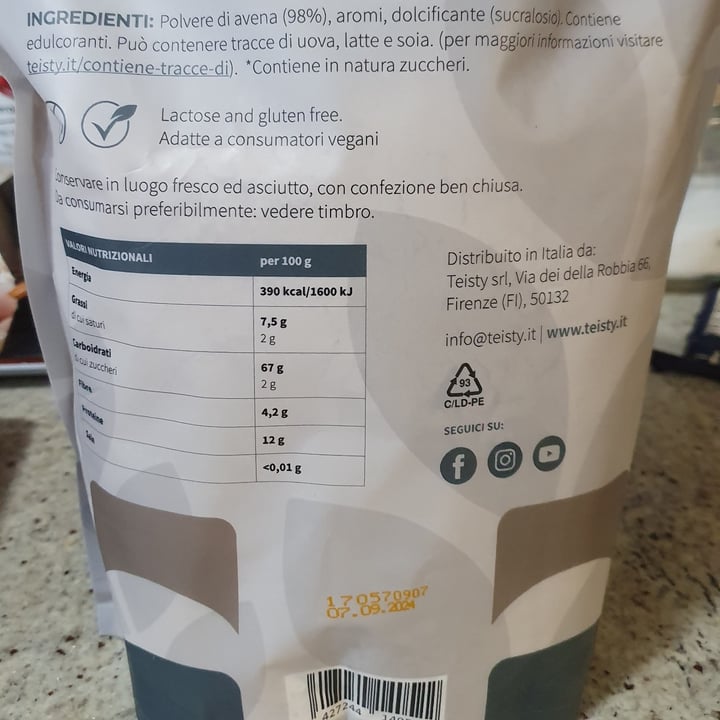 INGREDIENTI: Polvere di avena (98%), aromi, dolcificante (sucralosio). Contiene
edulcoranti. Può contenere tracce di uova, latte e soia. (per maggiori informazioni visitare
teisty.it/contiene-tracce-di). *Contiene in natura zuccheri.
Lactose and gluten free.
Adatte a consumatori vegani
Conservare in luogo fresco ed asciutto, con confezione ben chiusa.
Da consumarsi preferibilmente: vedere timbro.
VALORI NUTRIZIONALI per 100 g
Energia 390 kcal/1600 kJ
Grassi 7,5 g
di cui saturi 2 g
Carboidrati 67 g
di cui zuccheri 2 g
Fibre 4,2 g
Proteine 12 g
Sale <0,01 g
Distribuito in Italia da:
Teisty srl, Via dei della Robbia 66,
Firenze (FI), 50132
info@teisty.it | www.teisty.it
93
C/LD-PE
SEGUICI SU:
170570907
07.09.2024
427244